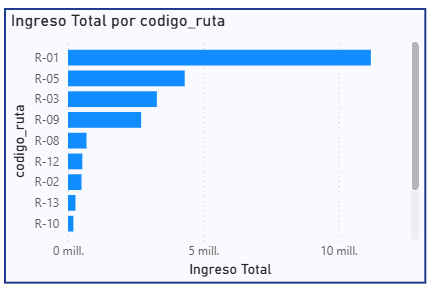 Ingreso Total por codigo_ruta
codigo_ruta
R-01
R-05
R-03
R-09
R-08
R-12
R-02
R-13
R-10
0 mill. 5 mill. 10 mill.
Ingreso Total